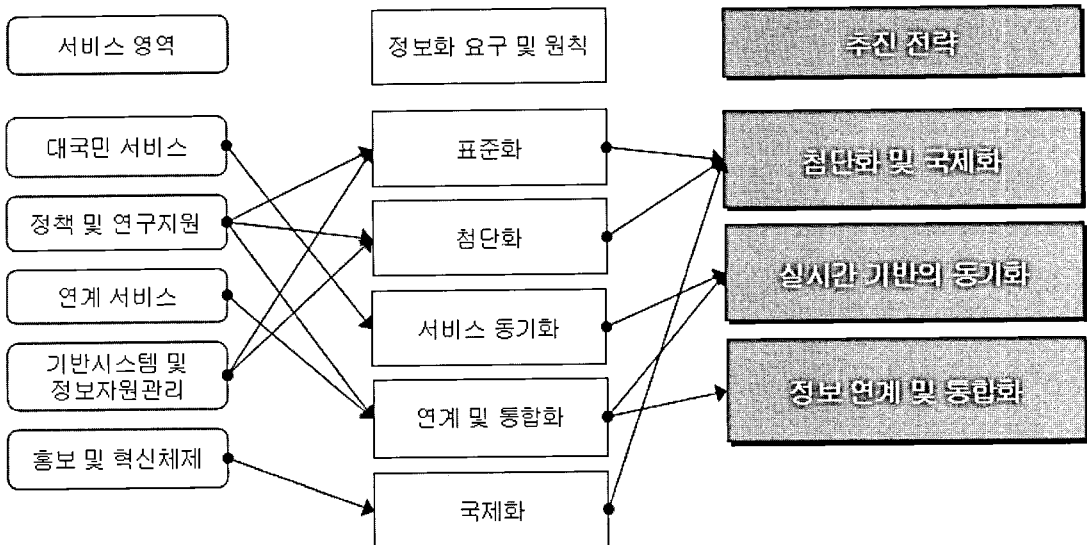 서비스 영역
정보화 요구 및 원칙
추진 전략
대국민 서비스
정책 및 연구지원
연계 서비스
기반시스템 및
정보자원관리
홍보 및 혁신체제
표준화
첨단화
서비스 동기화
연계 및 통합화
국제화
첨단화 및 국제화
실시간 기반의 동기화
정보 연계 및 통합화